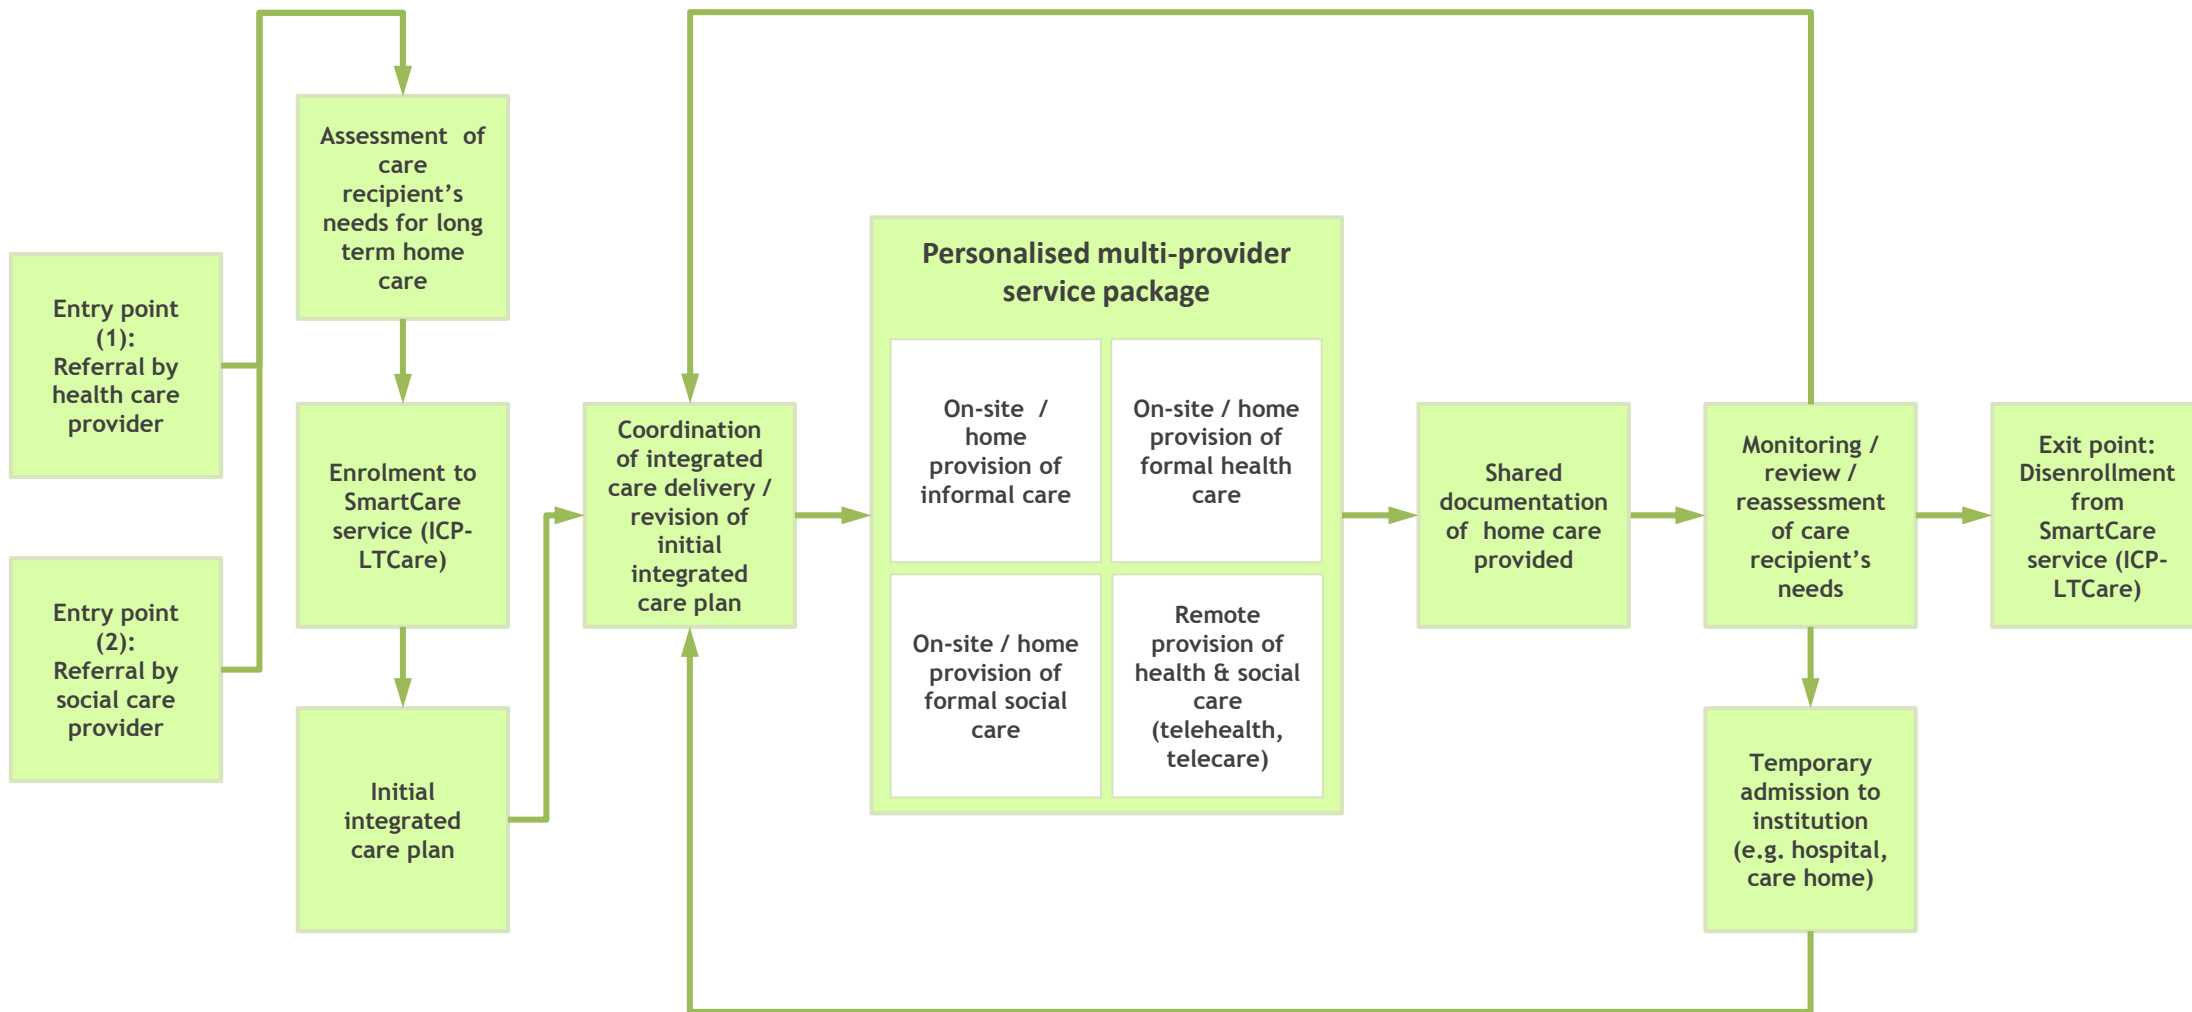 Entry point
(1):
Referral by
health care
provider
Entry point
(2):
Referral by
social care
provider
Assessment of
care
recipient’s
needs for long
term home
care
Enrolment to
SmartCare
service (ICP-
LTCare)
Initial
integrated
care plan
Coordination
of integrated
care delivery /
revision of
initial
integrated
care plan
Personalised multi-provider
service package
On-site /
home
provision of
informal care
On-site / home
provision of
formal health
care
On-site / home
provision of
formal social
care
Remote
provision of
health & social
care
(telehealth,
telecare)
Shared
documentation
of home care
provided
Monitoring /
review /
reassessment
of care
recipient’s
needs
Temporary
admission to
institution
(e.g. hospital,
care home)
Exit point:
Disenrollment
from
SmartCare
service (ICP-
LTCare)